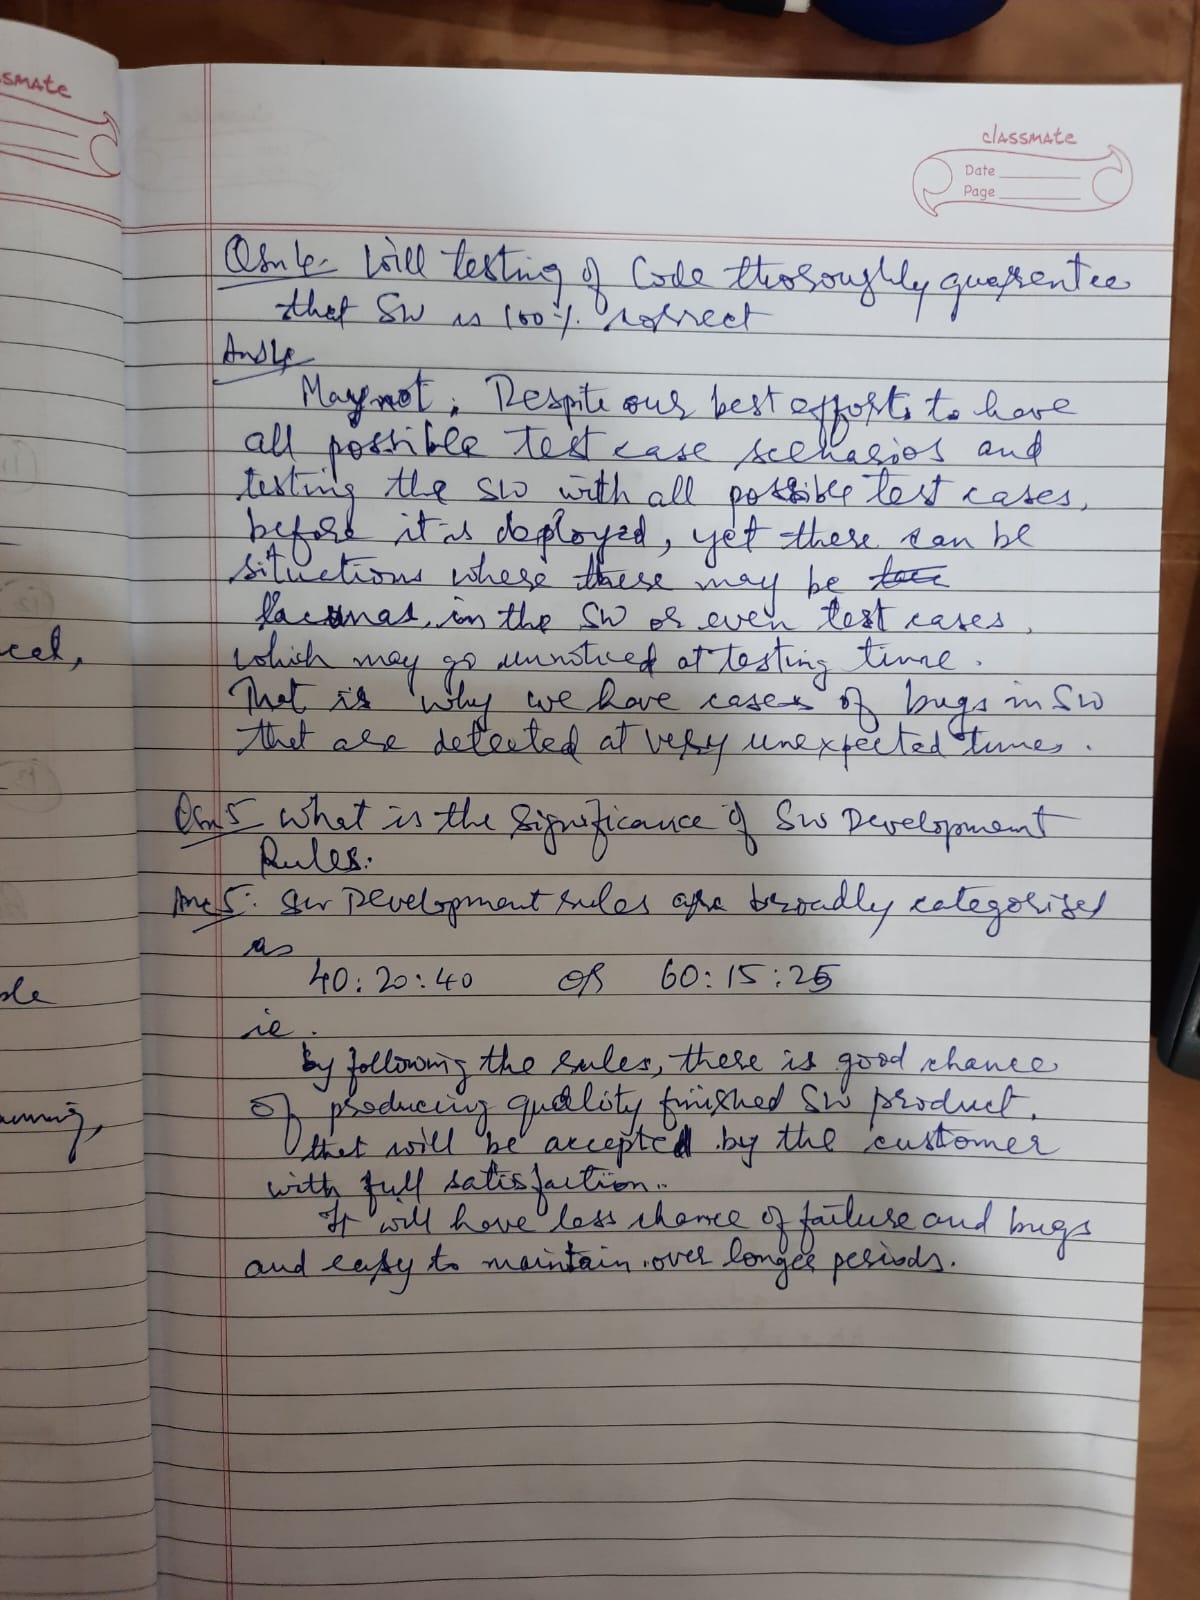 ssmate
classmate
Date
Page
Qsn 4. Will testing of Code thoroughly guarentee
that SW is 100% correct
Ans 4
May not. Despite our best efforts to have
all possible test case scenarios and
testing the SW with all possible test cases,
before it is deployed, yet there can be
situations where there may be
lacunas, in the SW or even test cases,
which may go unnoticed at testing time.
That is why we have cases of bugs in SW
that are detected at very unexpected times.
Qsn 5 What is the Significance of SW Development
Rules.
Ans 5: SW Development rules are broadly categorised
as
40:20:40 or 60:15:25
ie.
by following the rules, there is good chance
of producing quality finished SW product,
that will be accepted by the customer
with full satisfaction.
It will have less chance of failure and bugs
and easy to maintain over longer periods.